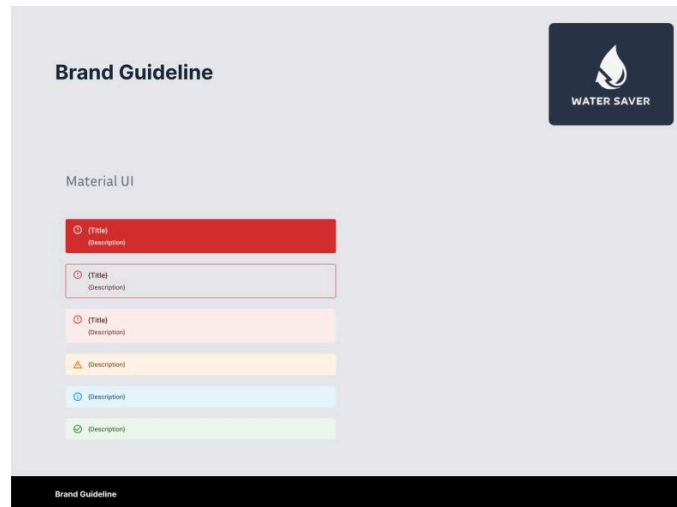 Brand Guideline
WATER SAVER
Material UI
{Title}
{Description}
{Title}
{Description}
{Title}
{Description}
{Description}
{Description}
{Description}
Brand Guideline